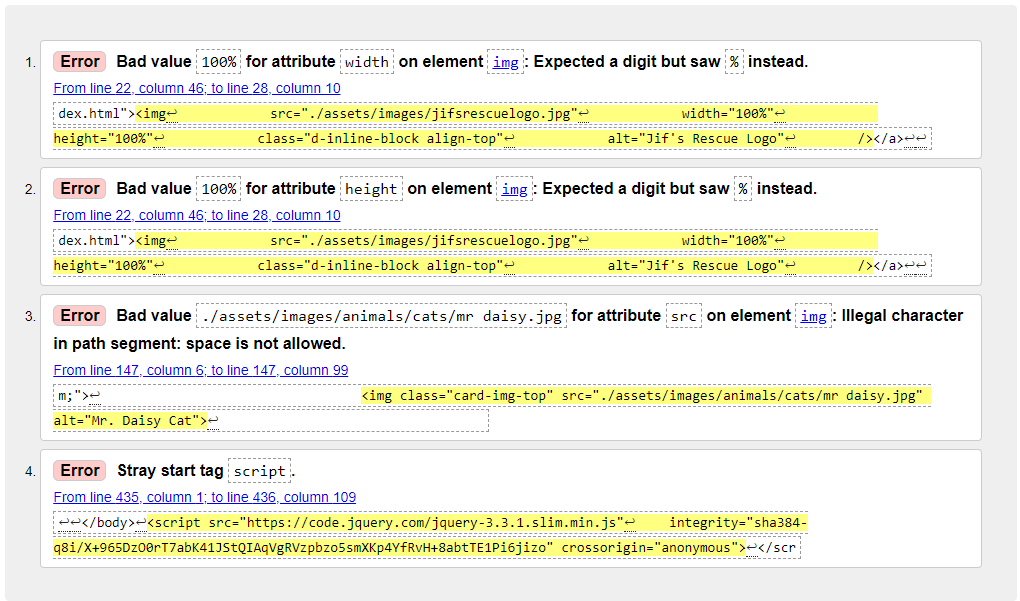 1. Error Bad value 100% for attribute width on element img: Expected a digit but saw % instead.
From line 22, column 46; to line 28, column 10
dex.html"><img↩ src="./assets/images/jifsrescuelogo.jpg"↩ width="100%"↩
height="100%"↩ class="d-inline-block align-top"↩ alt="Jif's Rescue Logo"↩ /></a>↩↩
2. Error Bad value 100% for attribute height on element img: Expected a digit but saw % instead.
From line 22, column 46; to line 28, column 10
dex.html"><img↩ src="./assets/images/jifsrescuelogo.jpg"↩ width="100%"↩
height="100%"↩ class="d-inline-block align-top"↩ alt="Jif's Rescue Logo"↩ /></a>↩↩
3. Error Bad value ./assets/images/animals/cats/mr daisy.jpg for attribute src on element img: Illegal character
in path segment: space is not allowed.
From line 147, column 6; to line 147, column 99
m;">↩ <img class="card-img-top" src="./assets/images/animals/cats/mr daisy.jpg"
alt="Mr. Daisy Cat">↩
4. Error Stray start tag script.
From line 435, column 1; to line 436, column 109
↩↩</body>↩<script src="https://code.jquery.com/jquery-3.3.1.slim.min.js"↩ integrity="sha384-
q8i/X+965DzO0rT7abK41JStQIAqVgRVzpbzo5smXKp4YfRvH+8abtTE1Pi6jizo" crossorigin="anonymous">↩</scr